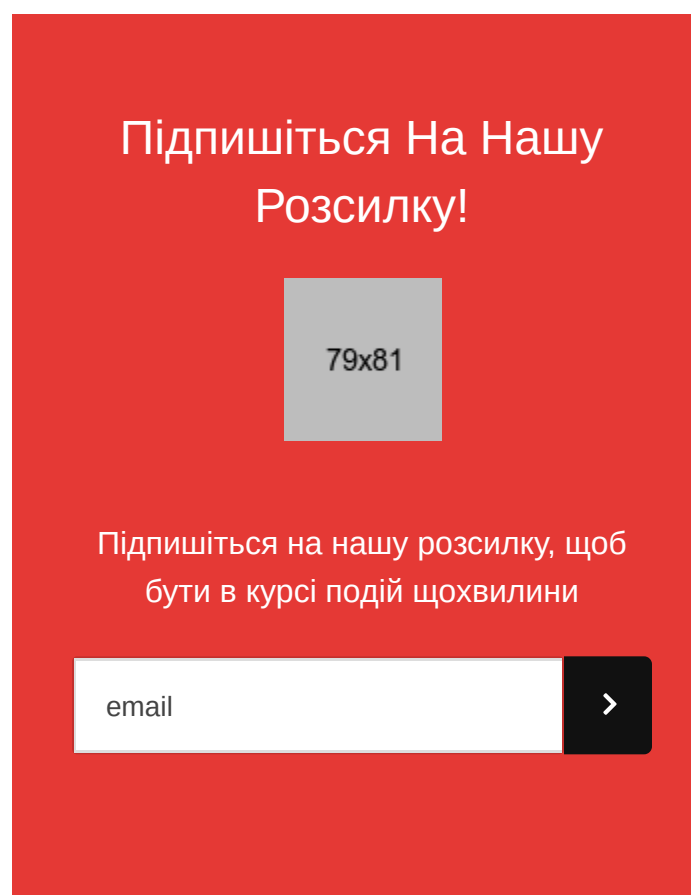 Підпишіться На Нашу
Розсилку!
79x81
Підпишіться на нашу розсилку, щоб
бути в курсі подій щохвилини
email